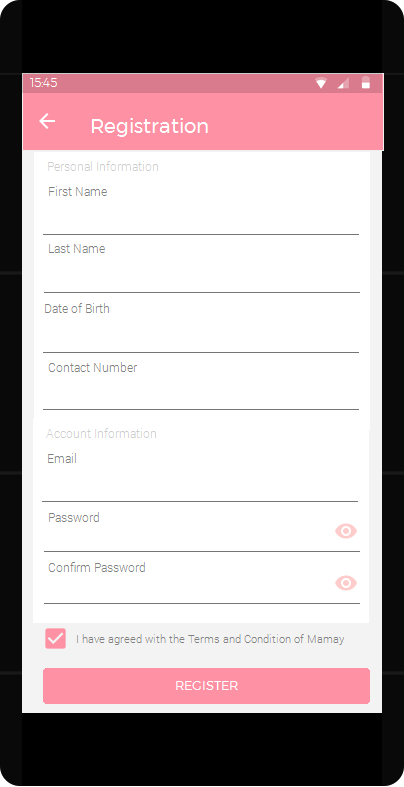 15:45
Registration
Personal Information
First Name
Last Name
Date of Birth
Contact Number
Account Information
Email
Password
Confirm Password
I have agreed with the Terms and Condition of Mamay
REGISTER